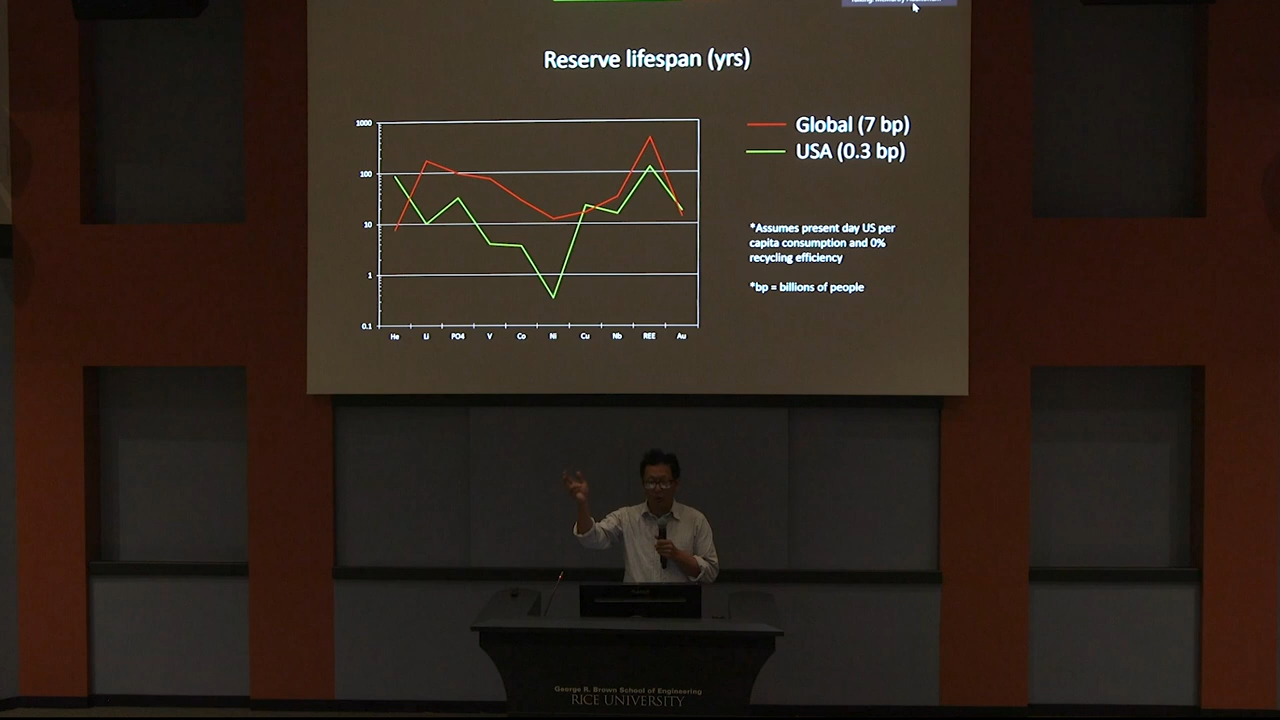 Reserve lifespan (yrs)
1000
100
10
1
0.1
He Li PO4 V Co Ni Cu Nb REE Au
Global (7 bp)
USA (0.3 bp)
*Assumes present day US per
capita consumption and 0%
recycling efficiency
*bp = billions of people
George R. Brown School of Engineering
RICE UNIVERSITY